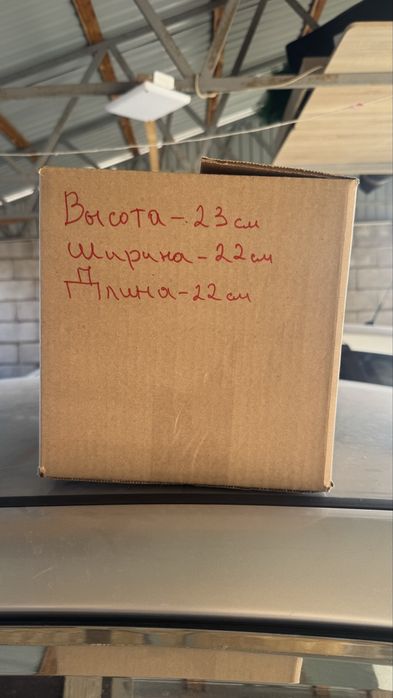 Высота - 23 см
Ширина - 22 см
Длина - 22 см